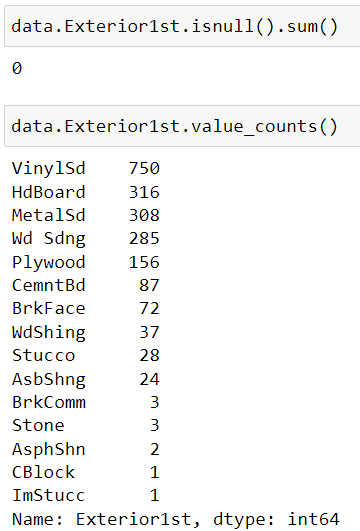 data.Exterior1st.isnull().sum()
0
data.Exterior1st.value_counts()
VinylSd    750
HdBoard    316
MetalSd    308
Wd Sdng    285
Plywood    156
CemntBd     87
BrkFace     72
WdShing     37
Stucco      28
AsbShng     24
BrkComm      3
Stone        3
AsphShn      2
CBlock       1
ImStucc      1
Name: Exterior1st, dtype: int64